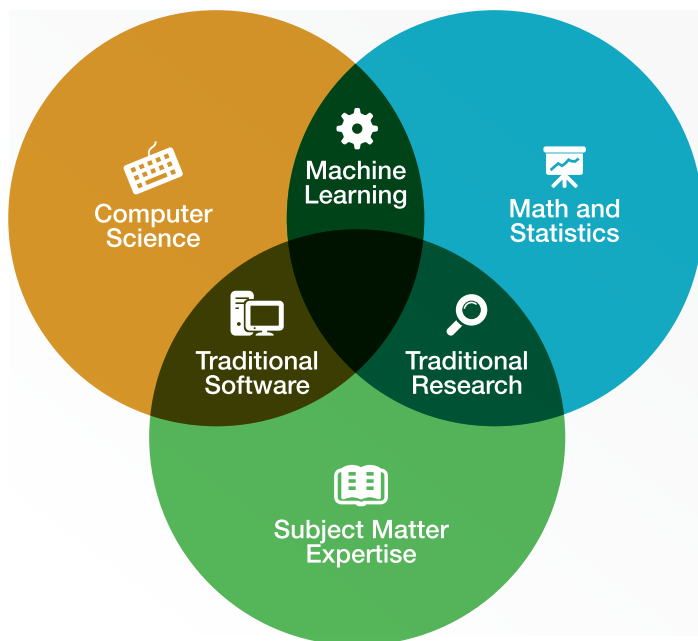 Machine
Learning
Computer
Science
Math and
Statistics
Traditional
Software
Traditional
Research
Subject Matter
Expertise